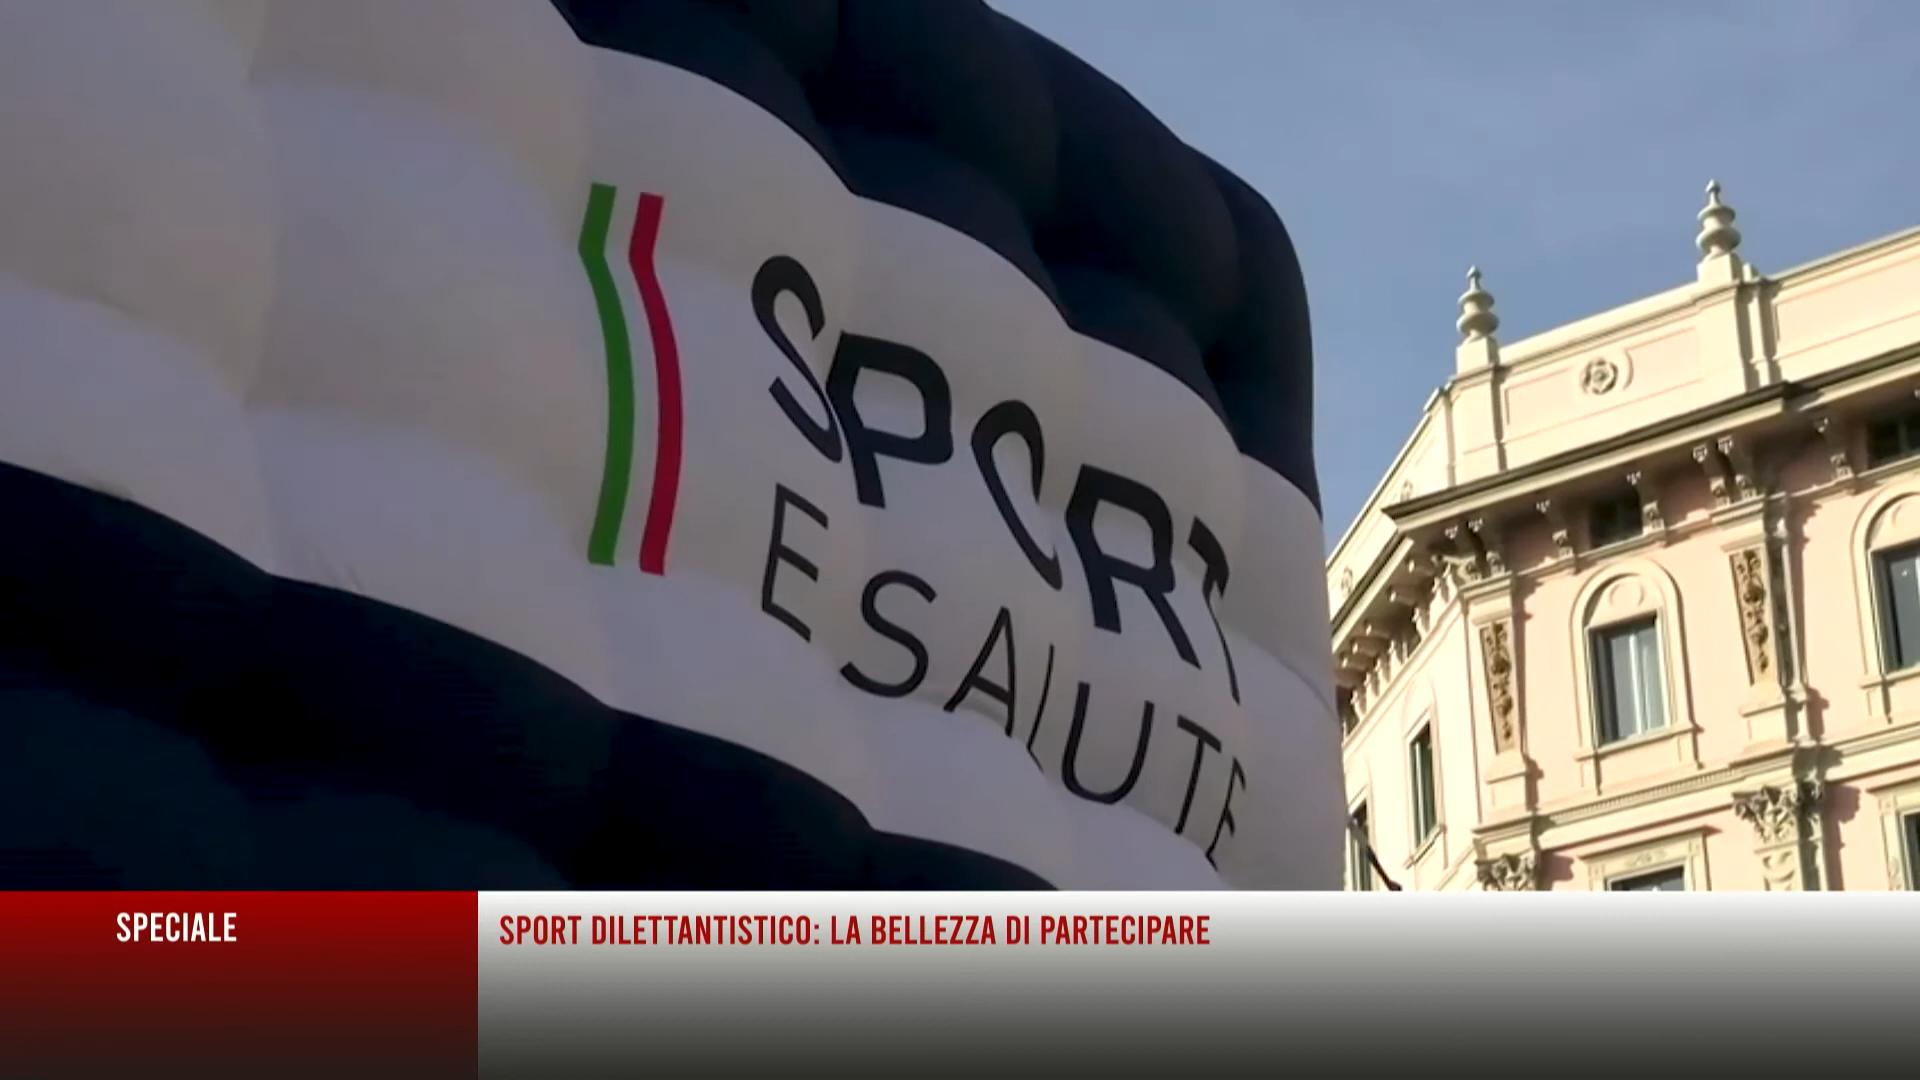 SPORT
E SALUTE
SPECIALE
SPORT DILETTANTISTICO: LA BELLEZZA DI PARTECIPARE